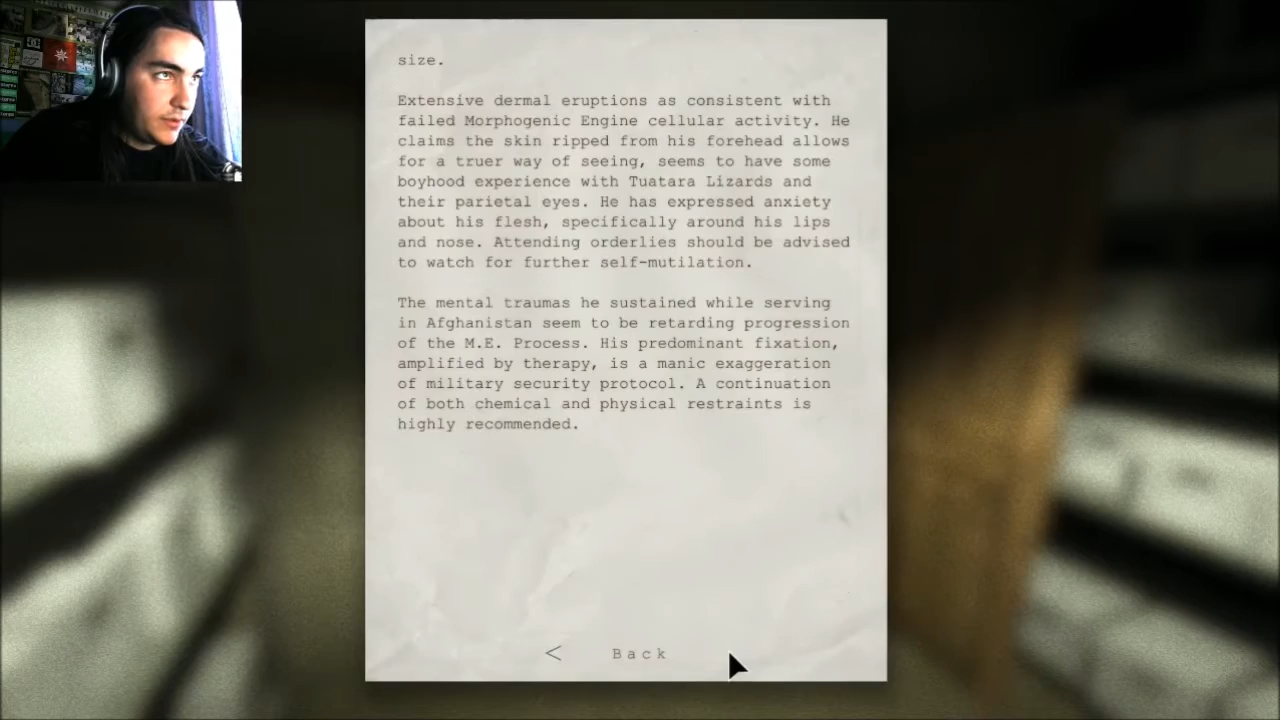 size.
Extensive dermal eruptions as consistent with
failed Morphogenic Engine cellular activity. He
claims the skin ripped from his forehead allows
for a truer way of seeing, seems to have some
boyhood experience with Tuatara Lizards and
their parietal eyes. He has expressed anxiety
about his flesh, specifically around his lips
and nose. Attending orderlies should be advised
to watch for further self-mutilation.
The mental traumas he sustained while serving
in Afghanistan seem to be retarding progression
of the M.E. Process. His predominant fixation,
amplified by therapy, is a manic exaggeration
of military security protocol. A continuation
of both chemical and physical restraints is
highly recommended.
< Back